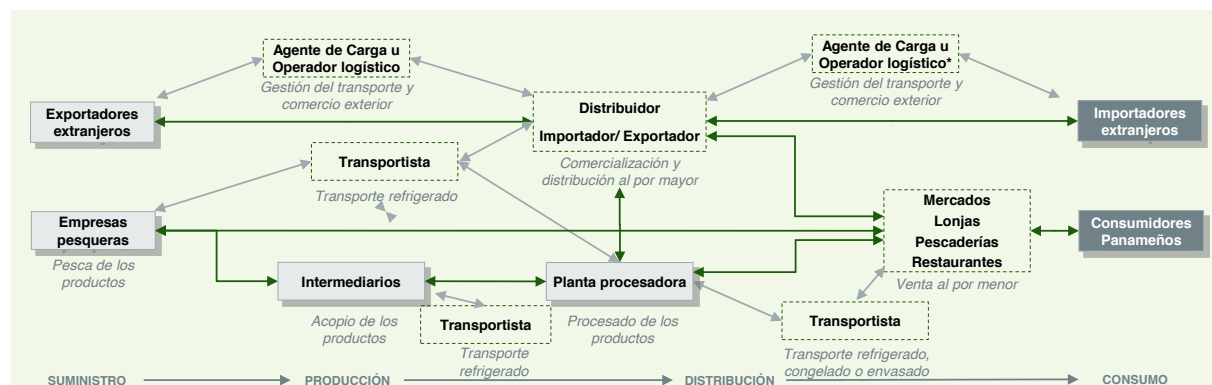 Agente de Carga u
Operador logístico
Gestión del transporte y
comercio exterior
Agente de Carga u
Operador logístico*
Gestión del transporte y
comercio exterior
Exportadores
extranjeros
Distribuidor
Importador/ Exportador
Comercialización y
distribución al por mayor
Importadores
extranjeros
Transportista
Transporte refrigerado
Empresas
pesqueras
Pesca de los
productos
Mercados
Lonjas
Pescaderías
Restaurantes
Venta al por menor
Consumidores
Panameños
Intermediarios
Acopio de los
productos
Transportista
Transporte
refrigerado
Planta procesadora
Procesado de los
productos
Transportista
Transporte refrigerado,
congelado o envasado
SUMINISTRO
PRODUCCIÓN
DISTRIBUCIÓN
CONSUMO